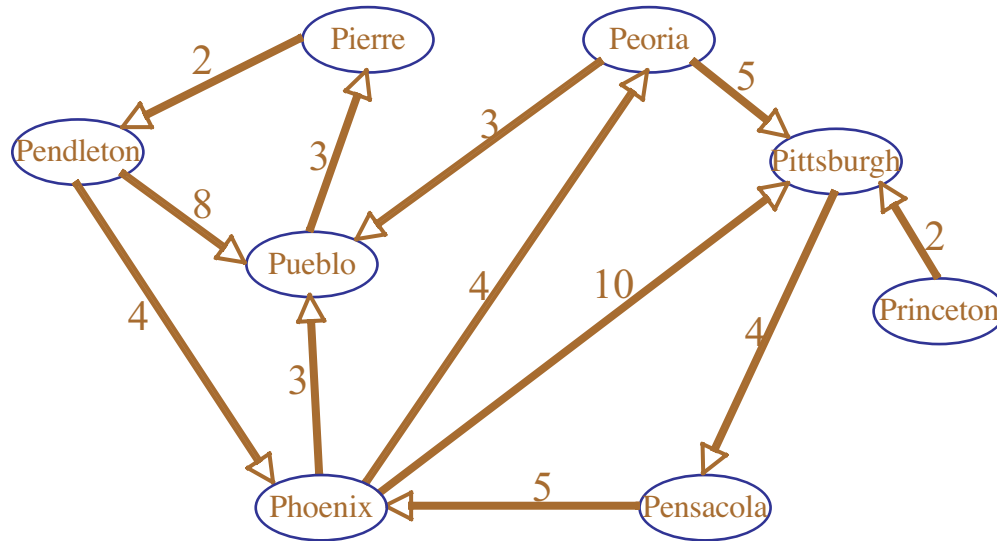 Pierre
Peoria
2
5
3
Pendleton
3
Pittsburgh
8
2
Pueblo
4
10
Princeton
4
4
3
5
Phoenix
Pensacola